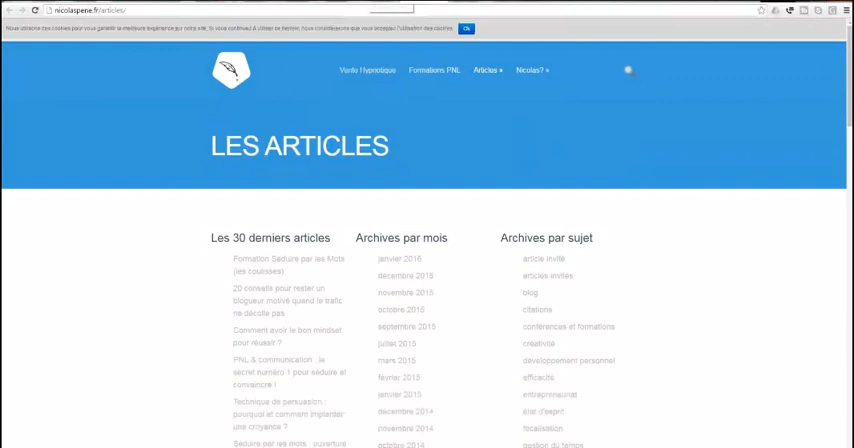 nicolaspene.fr/articles/
Nous utilisons des cookies pour vous garantir la meilleure expérience sur notre site. Si vous continuez à utiliser ce dernier, nous considérerons que vous acceptez l'utilisation des cookies. Ok
Vente Hypnotique Formations PNL Articles » Nicolas? »
LES ARTICLES
Les 30 derniers articles
Formation Séduire par les Mots
(les coulisses)
20 conseils pour rester un
blogueur motivé quand le trafic
ne décolle pas
Comment avoir le bon mindset
pour réussir ?
PNL & communication : le
secret numéro 1 pour séduire et
convaincre !
Technique de persuasion :
pourquoi et comment implanter
une croyance ?
Séduire par les mots : ouverture
Archives par mois
janvier 2016
décembre 2015
novembre 2015
octobre 2015
septembre 2015
juillet 2015
mars 2015
février 2015
janvier 2015
décembre 2014
novembre 2014
octobre 2014
Archives par sujet
article invité
articles invités
blog
citations
conférences et formations
créativité
développement personnel
efficacité
entrepreneuriat
état d'esprit
focalisation
gestion du temps